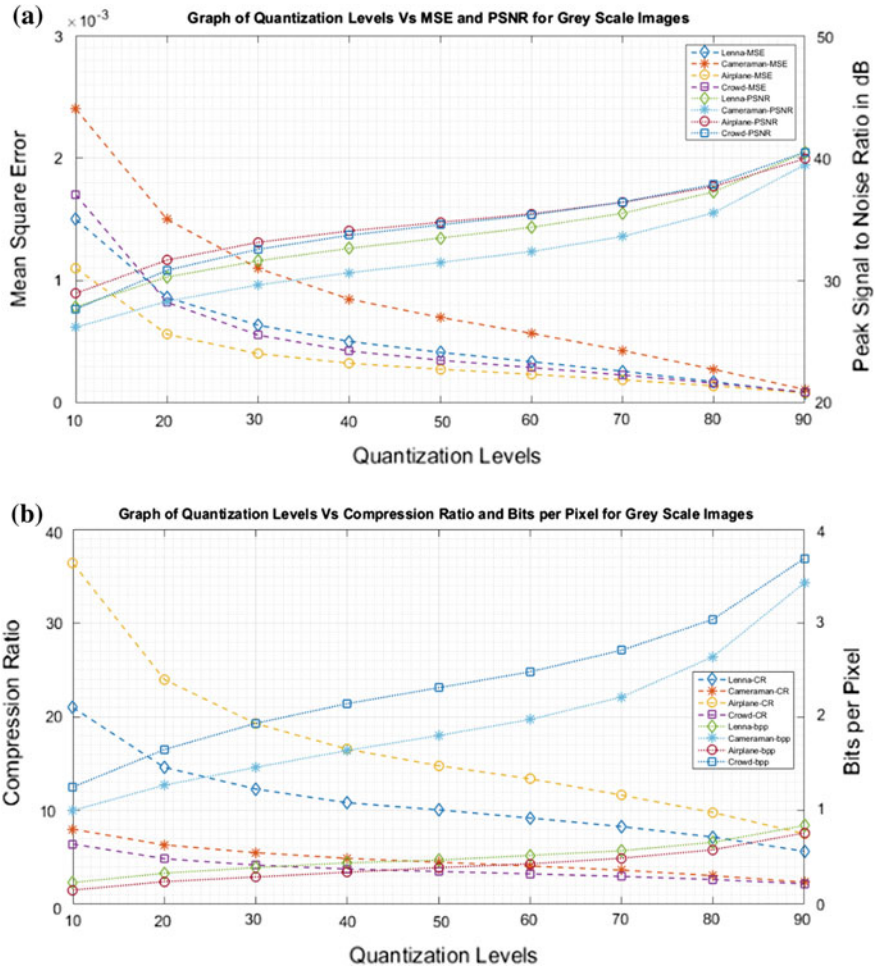 (a)
× 10⁻³
Graph of Quantization Levels Vs MSE and PSNR for Grey Scale Images
Mean Square Error
3
2
1
0
Peak Signal to Noise Ratio in dB
50
40
30
20
Lenna-MSE
Cameraman-MSE
Airplane-MSE
Crowd-MSE
Lenna-PSNR
Cameraman-PSNR
Airplane-PSNR
Crowd-PSNR
10 20 30 40 50 60 70 80 90
Quantization Levels
(b)
Graph of Quantization Levels Vs Compression Ratio and Bits per Pixel for Grey Scale Images
Compression Ratio
40
30
20
10
0
Bits per Pixel
4
3
2
1
0
Lenna-CR
Cameraman-CR
Airplane-CR
Crowd-CR
Lenna-bpp
Cameraman-bpp
Airplane-bpp
Crowd-bpp
10 20 30 40 50 60 70 80 90
Quantization Levels